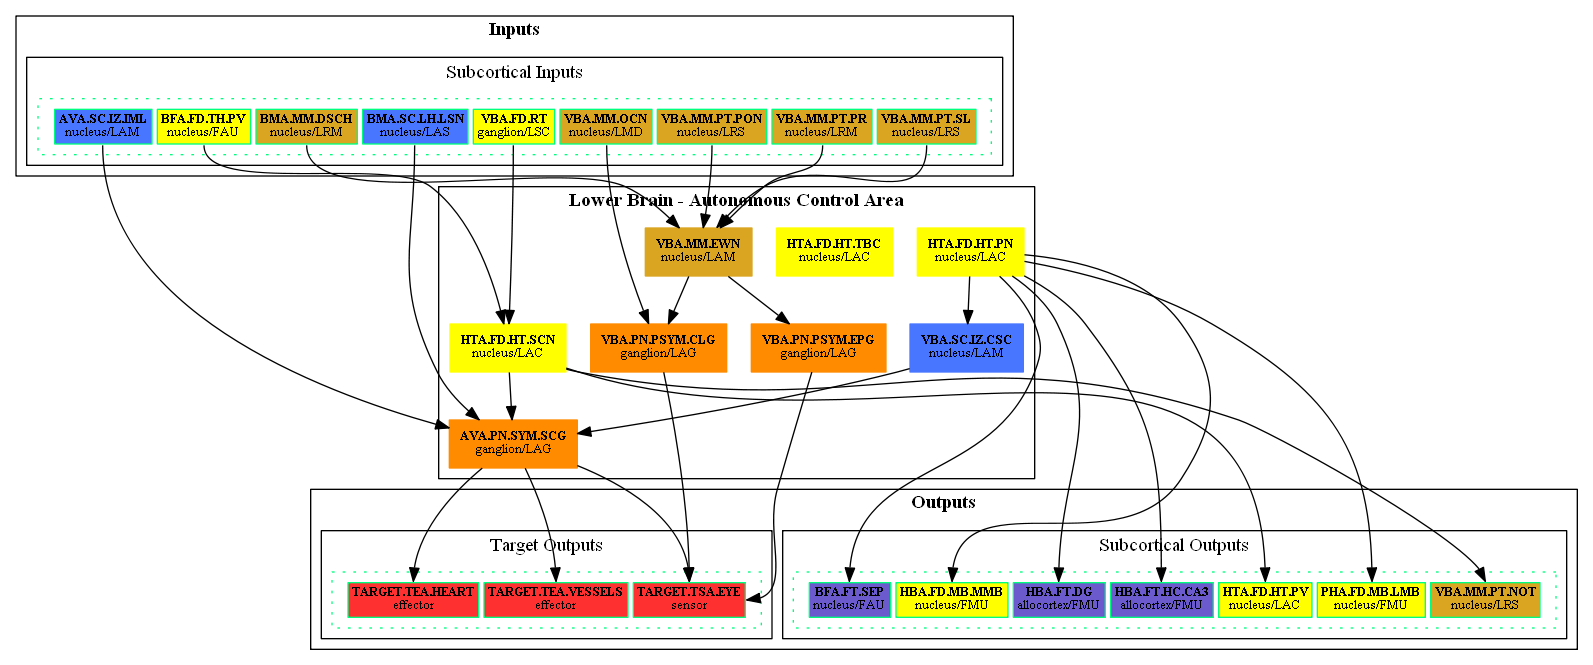 Inputs
Subcortical Inputs
AVA.SC.IZ.IML
nucleus/LAM
BFA.FD.TH.PV
nucleus/FAU
BMA.MM.DSCH
nucleus/LRM
BMA.SC.LH.LSN
nucleus/LAS
VBA.FD.RT
ganglion/LSC
VBA.MM.OCN
nucleus/LMD
VBA.MM.PT.PON
nucleus/LRS
VBA.MM.PT.PR
nucleus/LRM
VBA.MM.PT.SL
nucleus/LRS
Lower Brain - Autonomous Control Area
VBA.MM.EWN
nucleus/LAM
HTA.FD.HT.TBC
nucleus/LAC
HTA.FD.HT.PN
nucleus/LAC
HTA.FD.HT.SCN
nucleus/LAC
VBA.PN.PSYM.CLG
ganglion/LAG
VBA.PN.PSYM.EPG
ganglion/LAG
VBA.SC.IZ.CSC
nucleus/LAM
AVA.PN.SYM.SCG
ganglion/LAG
Outputs
Target Outputs
TARGET.TEA.HEART
effector
TARGET.TEA.VESSELS
effector
TARGET.TSA.EYE
sensor
Subcortical Outputs
BFA.FT.SEP
nucleus/FAU
HBA.FD.MB.MMB
nucleus/FMU
HBA.FT.DG
allocortex/FMU
HBA.FT.HC.CA3
allocortex/FMU
HTA.FD.HT.PV
nucleus/LAC
PHA.FD.MB.LMB
nucleus/FMU
VBA.MM.PT.NOT
nucleus/LRS